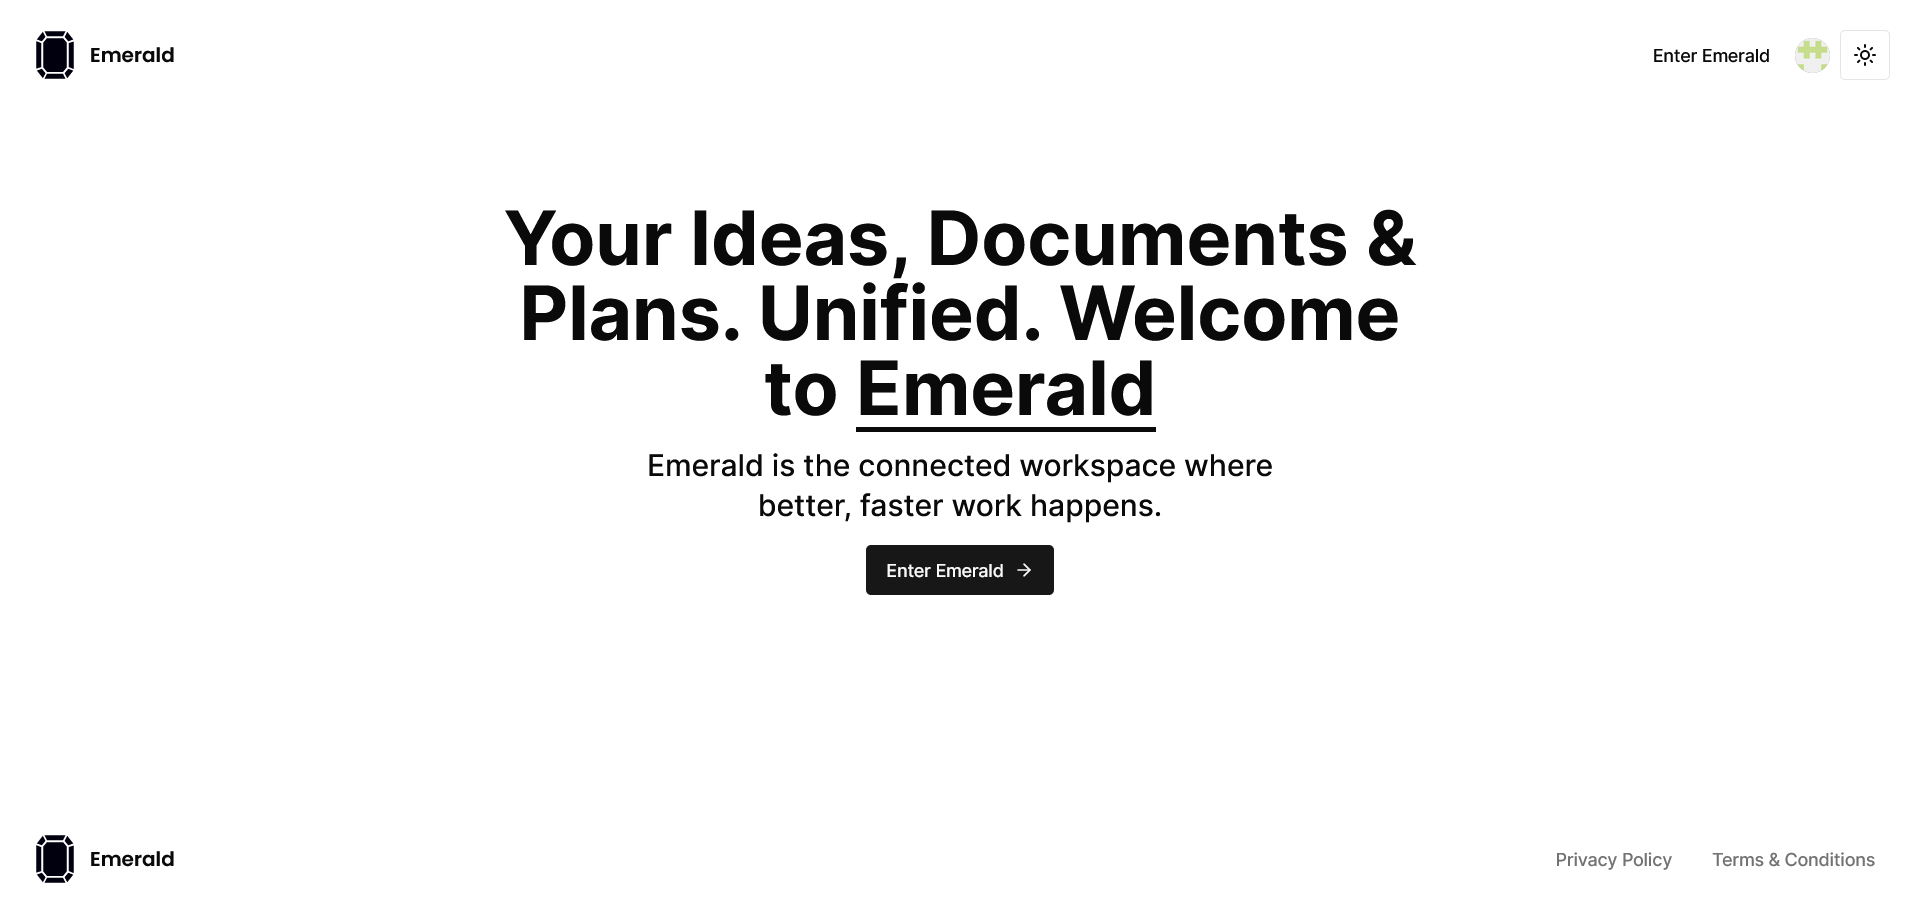 Emerald
Enter Emerald
Your Ideas, Documents &
Plans. Unified. Welcome
to Emerald
Emerald is the connected workspace where
better, faster work happens.
Enter Emerald
Emerald
Privacy Policy
Terms & Conditions